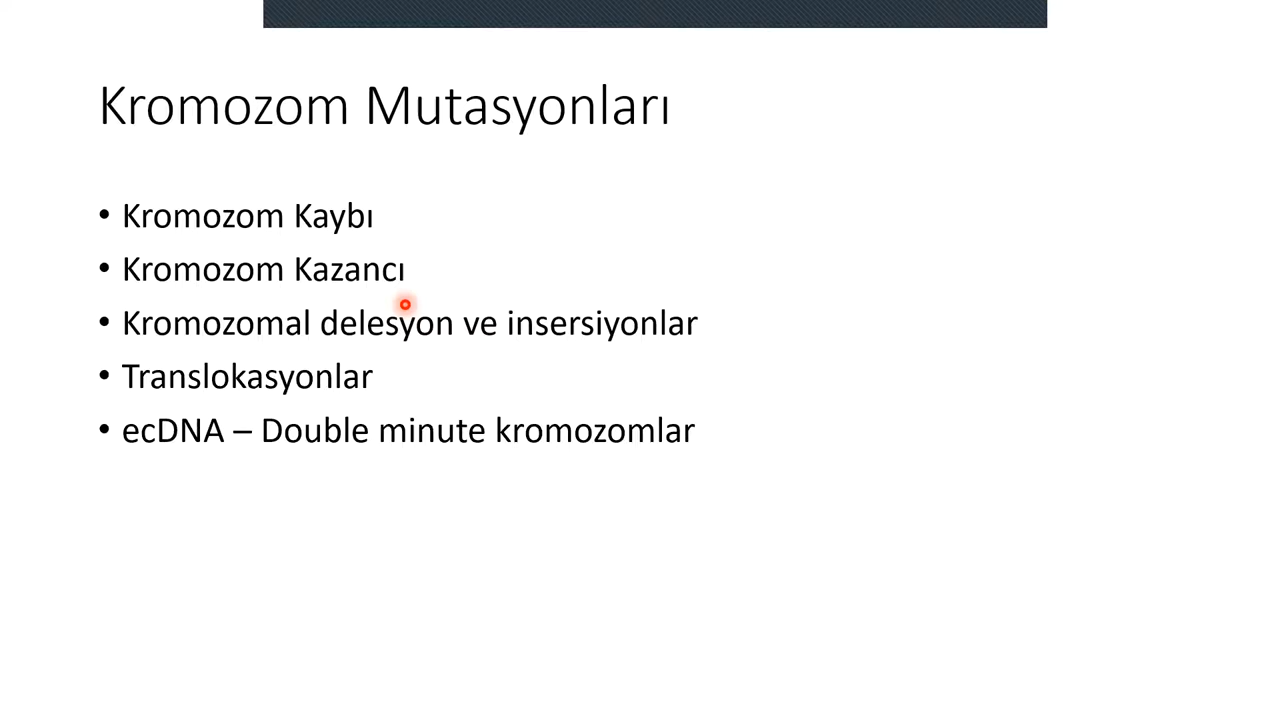 Kromozom Mutasyonları
• Kromozom Kaybı
• Kromozom Kazancı
• Kromozomal delesyon ve insersiyonlar
• Translokasyonlar
• ecDNA – Double minute kromozomlar